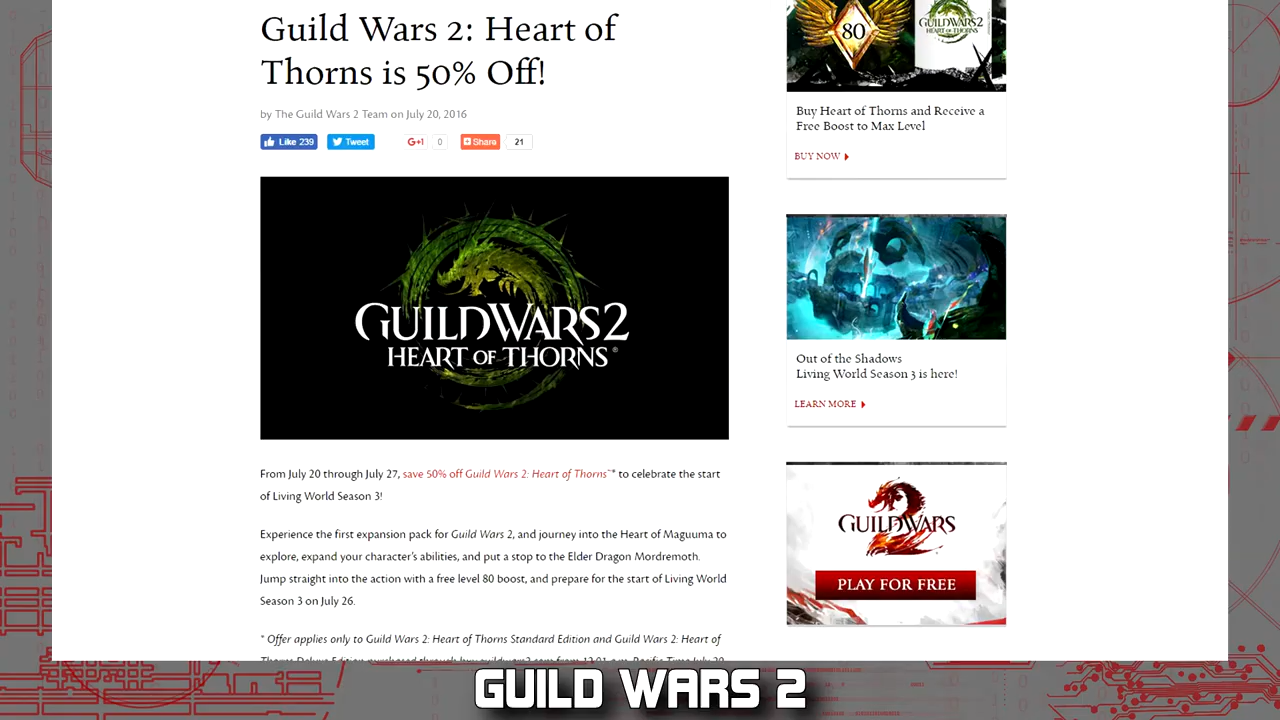 Guild Wars 2: Heart of
Thorns is 50% Off!
by The Guild Wars 2 Team on July 20, 2016
Like 239
Tweet
G+1
0
Share
21
GUILDWARS2
HEART OF THORNS®
From July 20 through July 27, save 50% off Guild Wars 2: Heart of Thorns~* to celebrate the start
of Living World Season 3!
Experience the first expansion pack for Guild Wars 2, and journey into the Heart of Maguuma to
explore, expand your character's abilities, and put a stop to the Elder Dragon Mordremoth.
Jump straight into the action with a free level 80 boost, and prepare for the start of Living World
Season 3 on July 26.
* Offer applies only to Guild Wars 2: Heart of Thorns Standard Edition and Guild Wars 2: Heart of
80
GUILDWARS2
HEART OF THORNS
Buy Heart of Thorns and Receive a
Free Boost to Max Level
BUY NOW
Out of the Shadows
Living World Season 3 is here!
LEARN MORE
GUILDWARS
2
PLAY FOR FREE
GUILD WARS 2